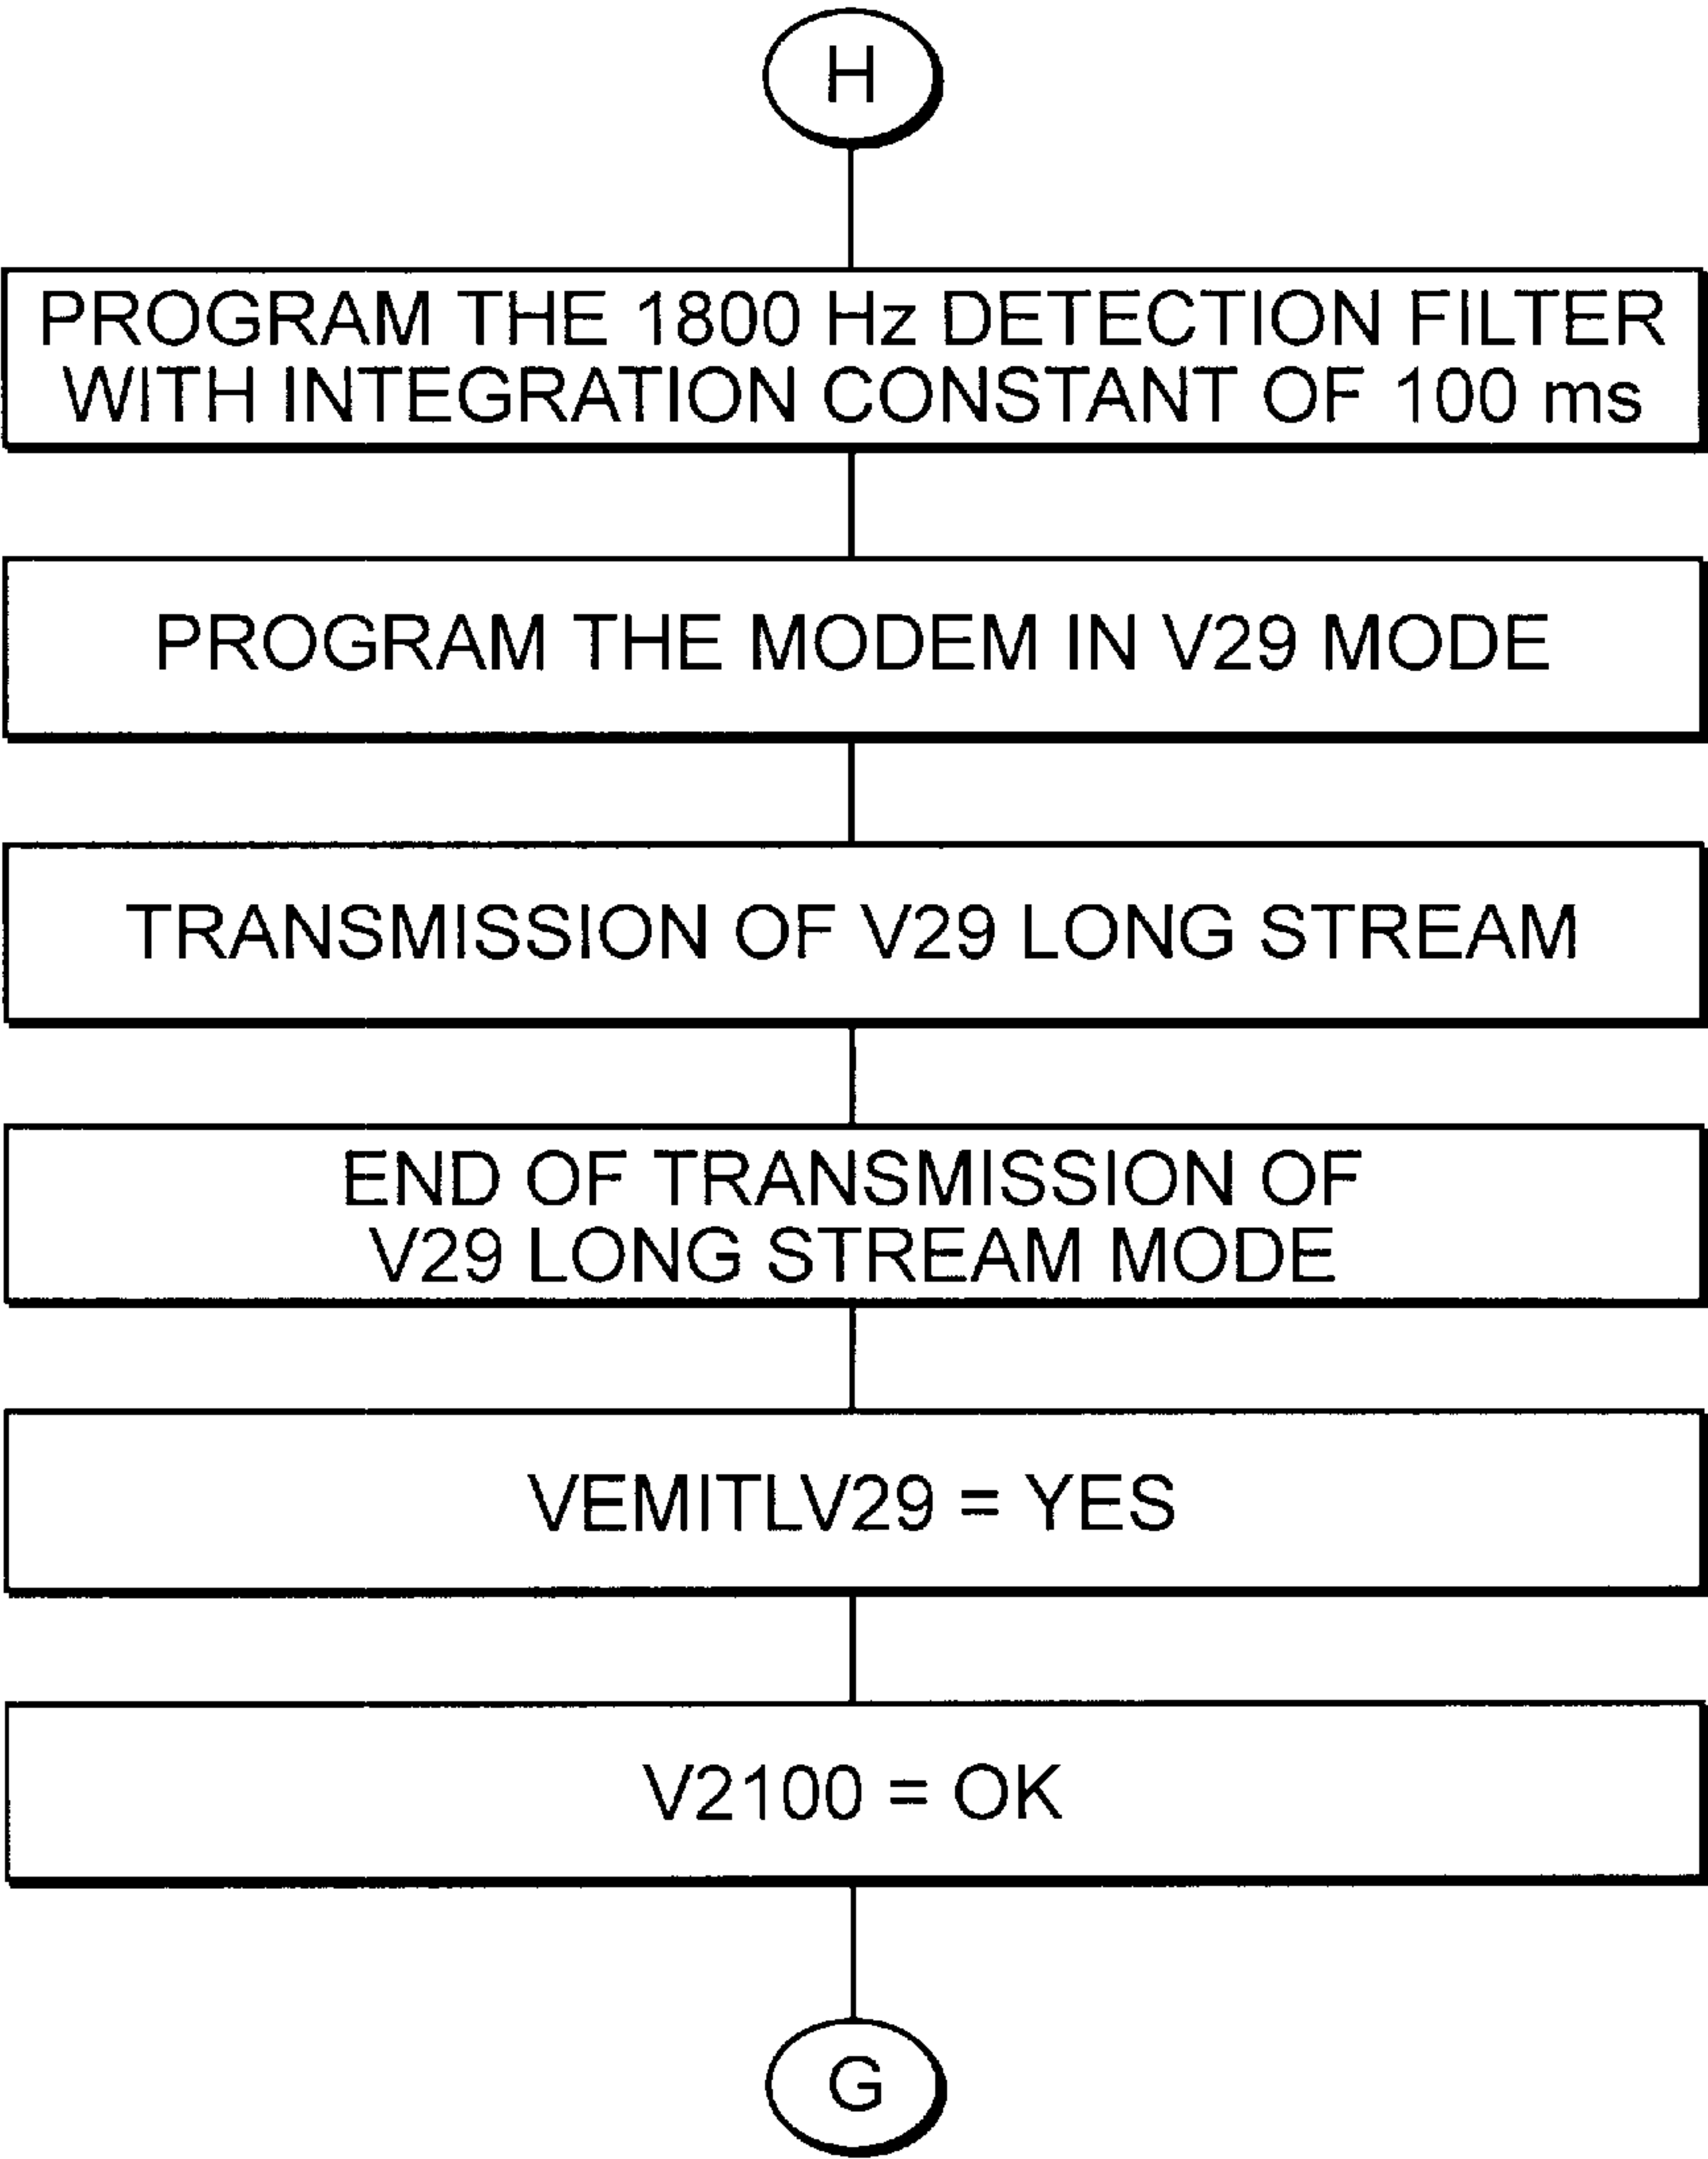 H
PROGRAM THE 1800 Hz DETECTION FILTER
WITH INTEGRATION CONSTANT OF 100 ms
PROGRAM THE MODEM IN V29 MODE
TRANSMISSION OF V29 LONG STREAM
END OF TRANSMISSION OF
V29 LONG STREAM MODE
VEMITLV29 = YES
V2100 = OK
G